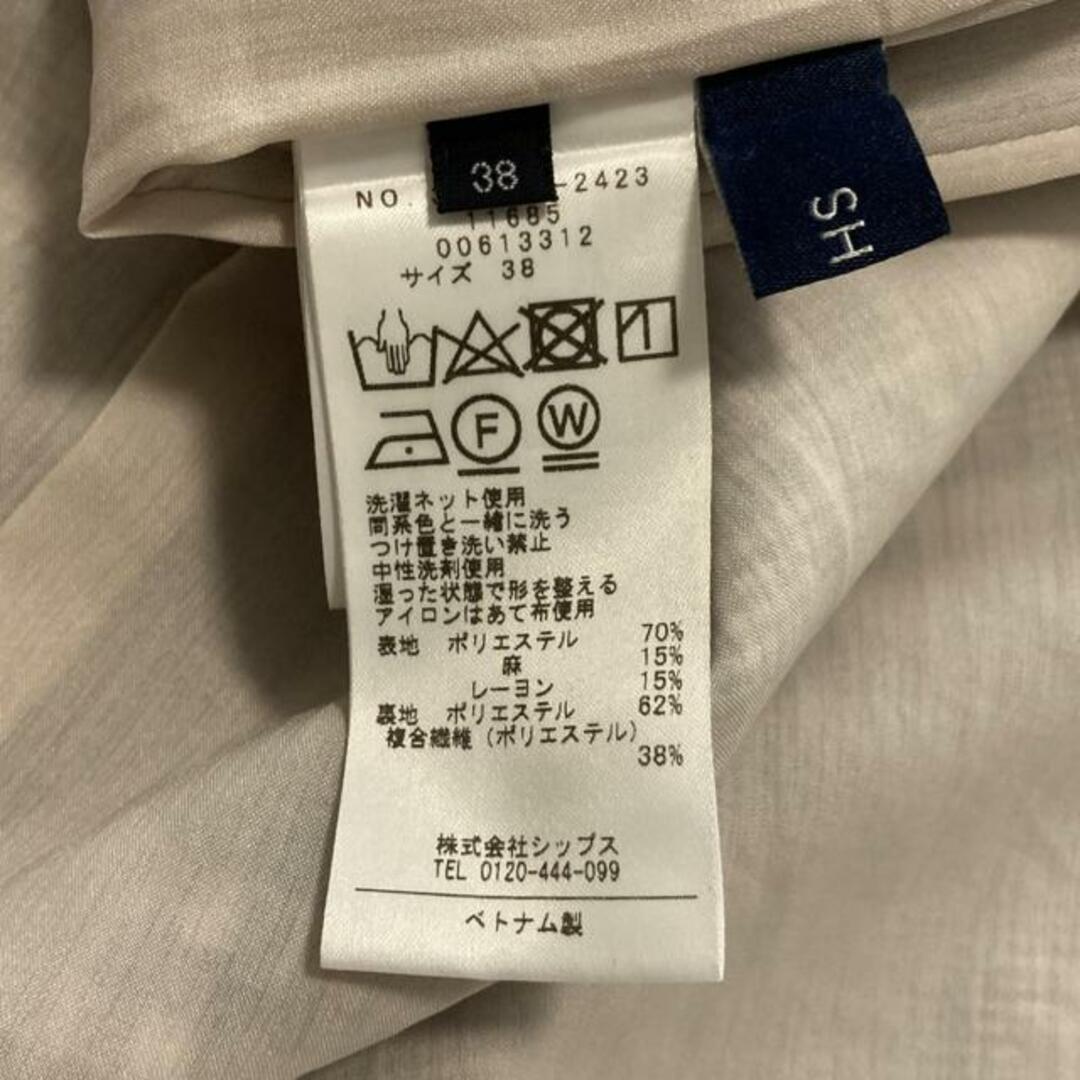 38
SH
NO. -2423
11685
00613312
サイズ 38
F
W
洗濯ネット使用
同系色と一緒に洗う
つけ置き洗い禁止
中性洗剤使用
湿った状態で形を整える
アイロンはあて布使用
表地 ポリエステル 70%
麻 15%
レーヨン 15%
裏地 ポリエステル 62%
複合繊維(ポリエステル)
38%
株式会社シップス
TEL 0120-444-099
ベトナム製